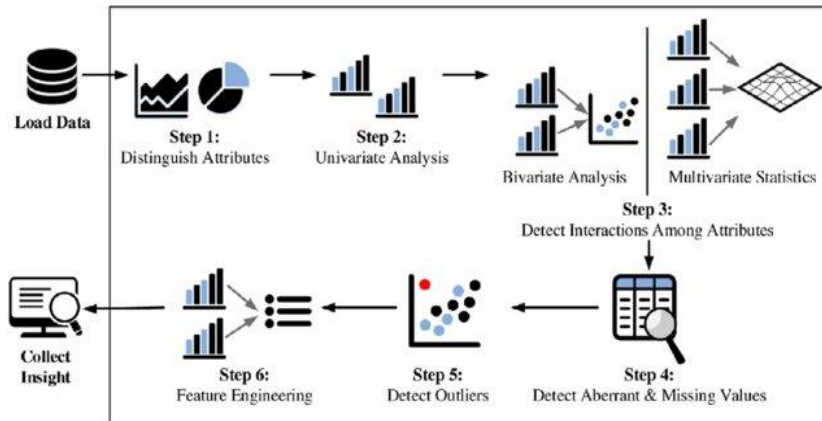 Load Data
Step 1:
Distinguish Attributes
Step 2:
Univariate Analysis
Bivariate Analysis
Multivariate Statistics
Step 3:
Detect Interactions Among Attributes
Collect
Insight
Step 6:
Feature Engineering
Step 5:
Detect Outliers
Step 4:
Detect Aberrant & Missing Values